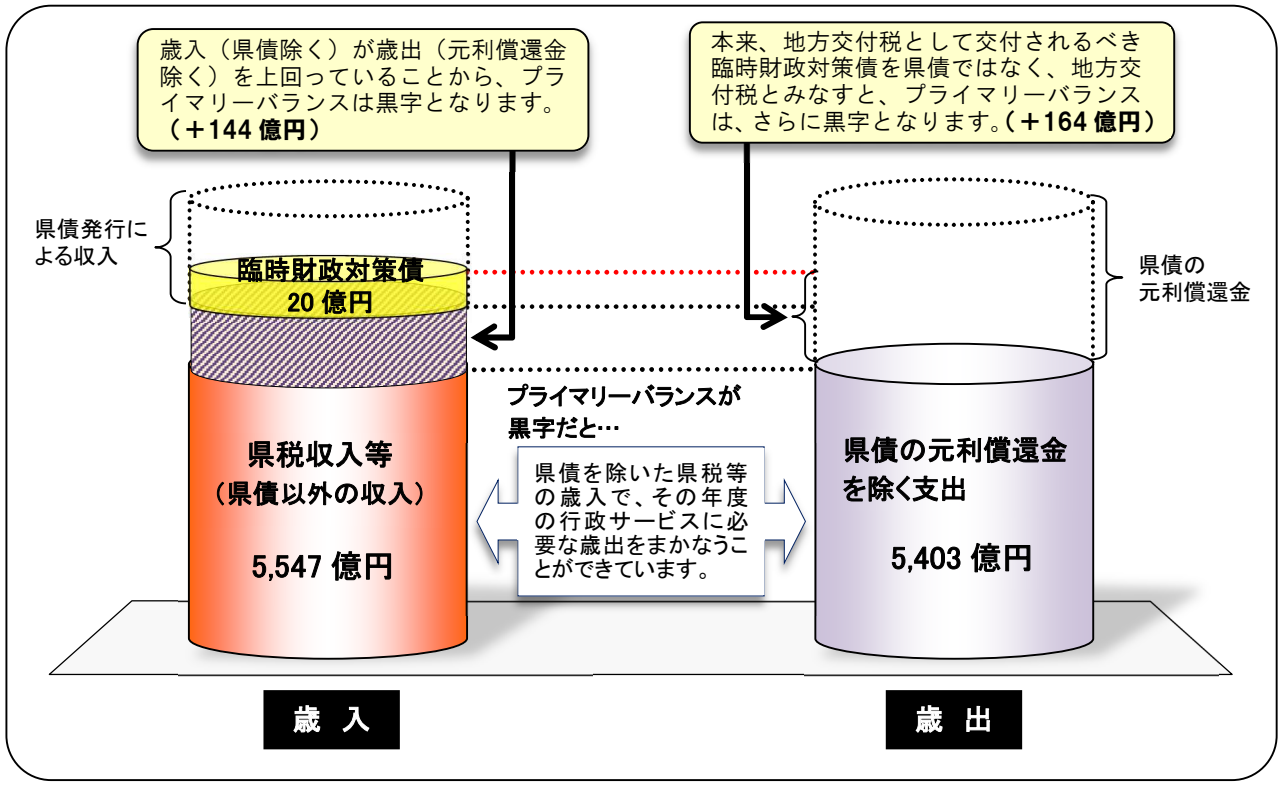 歳入（県債除く）が歳出（元利償還金
除く）を上回っていることから、プラ
イマリーバランスは黒字となります。
（＋144 億円）
本来、地方交付税として交付されるべき
臨時財政対策債を県債ではなく、地方交
付税とみなすと、プライマリーバランス
は、さらに黒字となります。（＋164 億円）
県債発行に
よる収入
臨時財政対策債
20 億円
県債の
元利償還金
プライマリーバランスが
黒字だと…
県税収入等
（県債以外の収入）
5,547 億円
県債を除いた県税等
の歳入で、その年度
の行政サービスに必
要な歳出をまかなうこ
とができています。
県債の元利償還金
を除く支出
5,403 億円
歳 入
歳 出